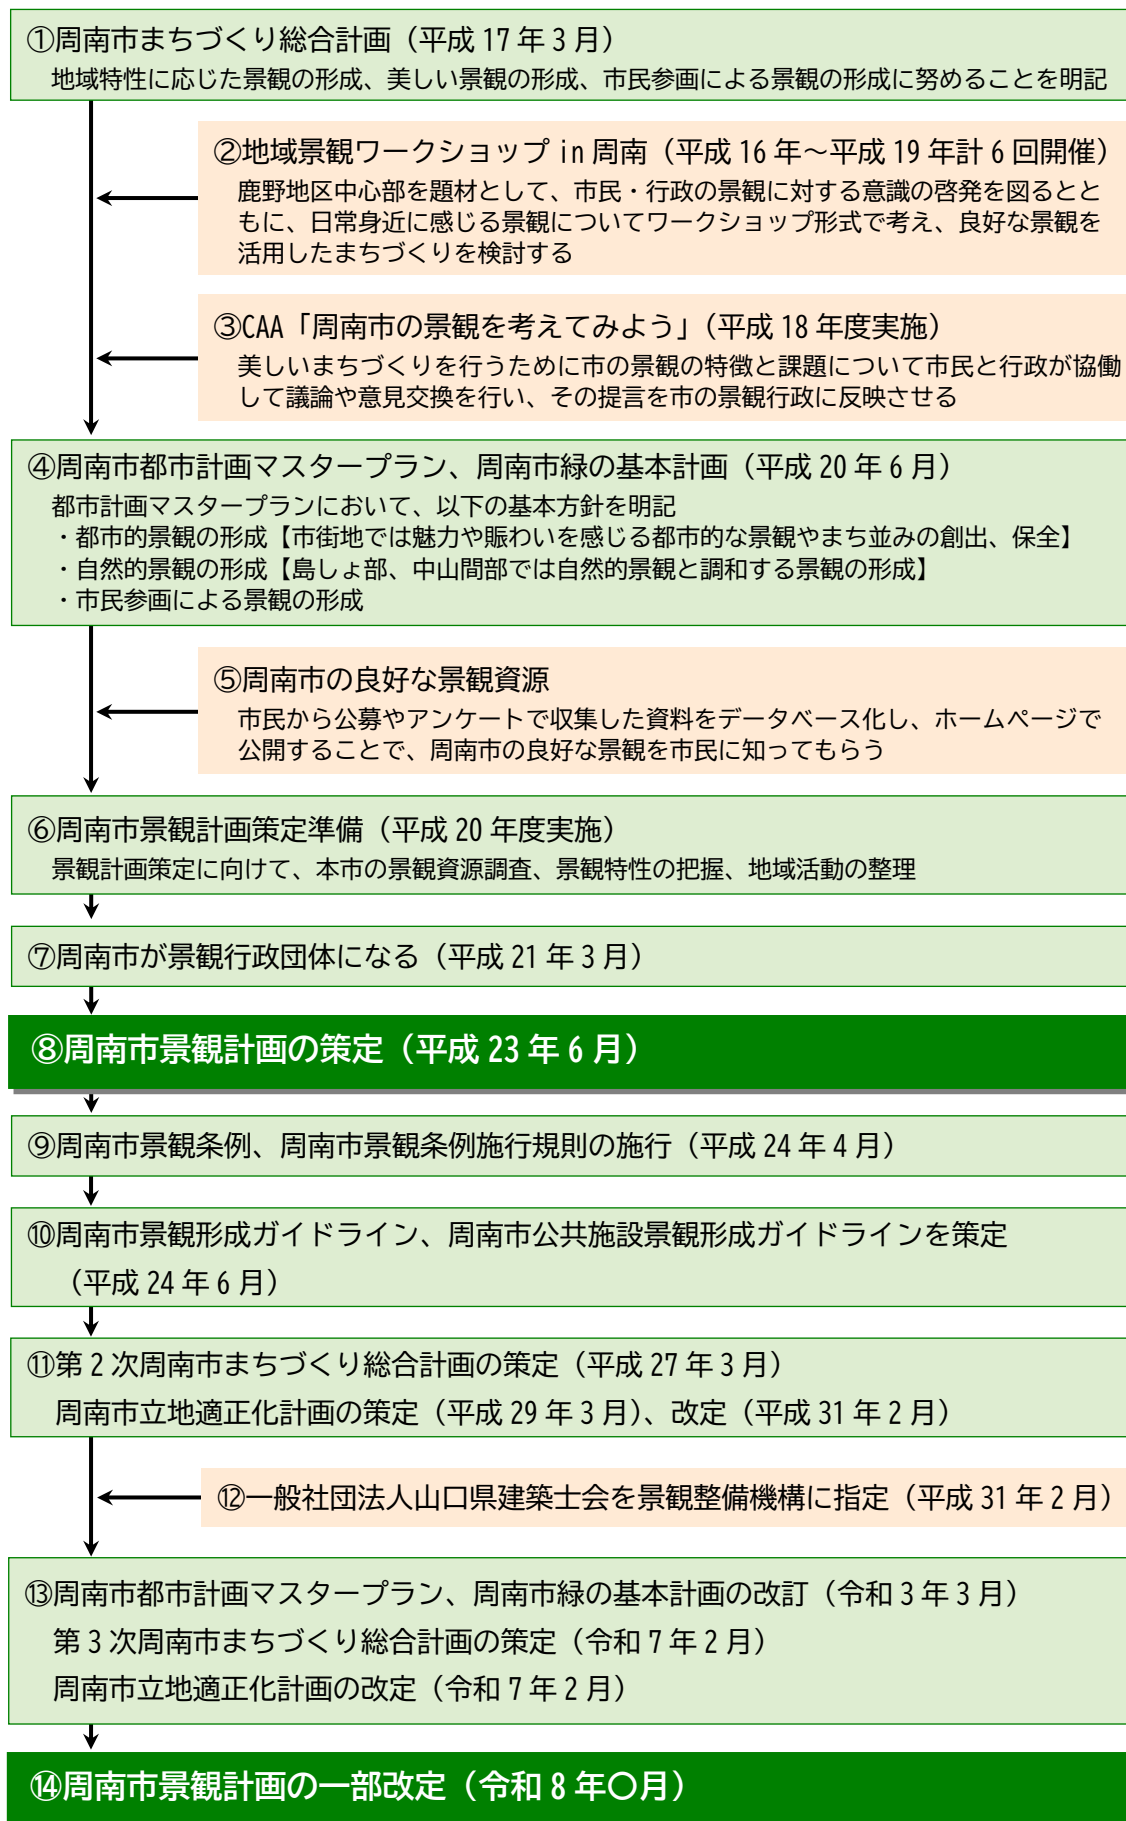 ①周南市まちづくり総合計画（平成 17 年 3 月）
地域特性に応じた景観の形成、美しい景観の形成、市民参画による景観の形成に努めることを明記
②地域景観ワークショップ in 周南（平成 16 年～平成 19 年計 6 回開催）
鹿野地区中心部を題材として、市民・行政の景観に対する意識の啓発を図るとと
もに、日常身近に感じる景観についてワークショップ形式で考え、良好な景観を
活用したまちづくりを検討する
③CAA「周南市の景観を考えてみよう」（平成 18 年度実施）
美しいまちづくりを行うために市の景観の特徴と課題について市民と行政が協働
して議論や意見交換を行い、その提言を市の景観行政に反映させる
④周南市都市計画マスタープラン、周南市緑の基本計画（平成 20 年 6 月）
都市計画マスタープランにおいて、以下の基本方針を明記
・都市的景観の形成【市街地では魅力や賑わいを感じる都市的な景観やまち並みの創出、保全】
・自然的景観の形成【島しょ部、中山間部では自然的景観と調和する景観の形成】
・市民参画による景観の形成
⑤周南市の良好な景観資源
市民から公募やアンケートで収集した資料をデータベース化し、ホームページで
公開することで、周南市の良好な景観を市民に知ってもらう
⑥周南市景観計画策定準備（平成 20 年度実施）
景観計画策定に向けて、本市の景観資源調査、景観特性の把握、地域活動の整理
⑦周南市が景観行政団体になる（平成 21 年 3 月）
⑧周南市景観計画の策定（平成 23 年 6 月）
⑨周南市景観条例、周南市景観条例施行規則の施行（平成 24 年 4 月）
⑩周南市景観形成ガイドライン、周南市公共施設景観形成ガイドラインを策定
（平成 24 年 6 月）
⑪第 2 次周南市まちづくり総合計画の策定（平成 27 年 3 月）
周南市立地適正化計画の策定（平成 29 年 3 月）、改定（平成 31 年 2 月）
⑫一般社団法人山口県建築士会を景観整備機構に指定（平成 31 年 2 月）
⑬周南市都市計画マスタープラン、周南市緑の基本計画の改訂（令和 3 年 3 月）
第 3 次周南市まちづくり総合計画の策定（令和 7 年 2 月）
周南市立地適正化計画の改定（令和 7 年 2 月）
⑭周南市景観計画の一部改定（令和 8 年〇月）